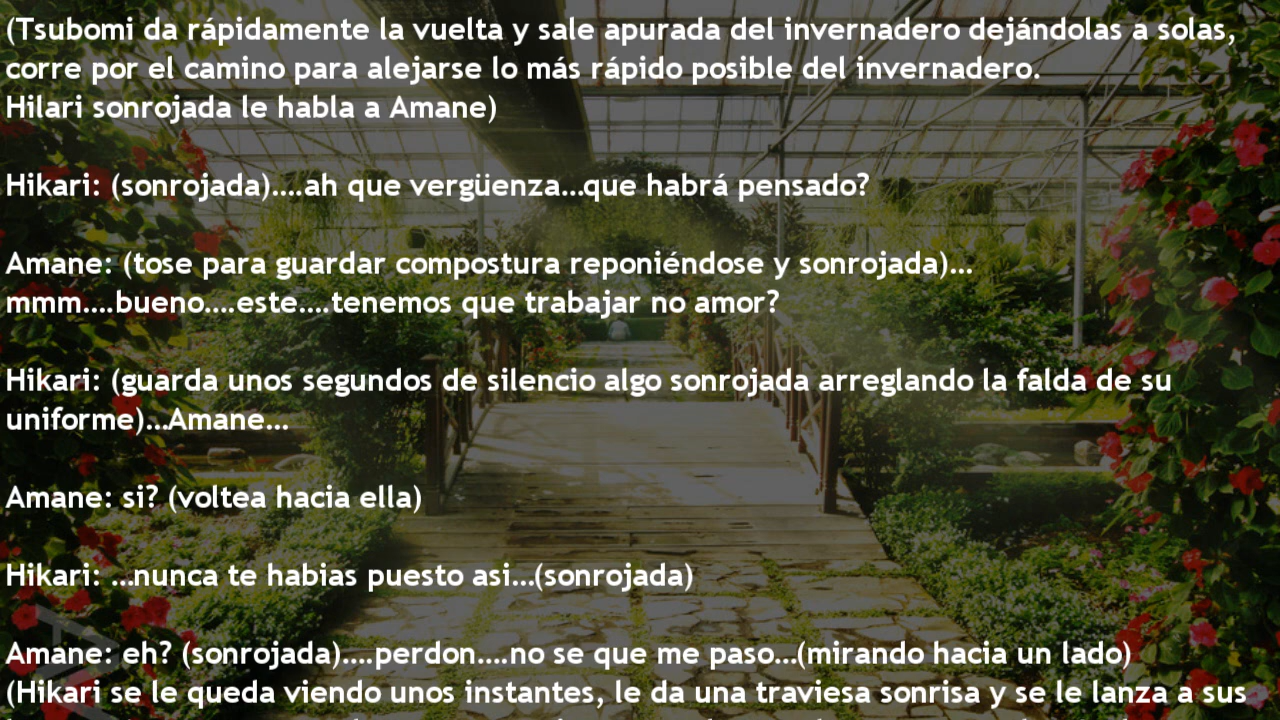 (Tsubomi da rápidamente la vuelta y sale apurada del invernadero dejándolas a solas,
corre por el camino para alejarse lo más rápido posible del invernadero.
Hilari sonrojada le habla a Amane)
Hikari: (sonrojada)....ah que vergüenza...que habrá pensado?
Amane: (tose para guardar compostura reponiéndose y sonrojada)...
mmm....bueno....este....tenemos que trabajar no amor?
Hikari: (guarda unos segundos de silencio algo sonrojada arreglando la falda de su
uniforme)...Amane...
Amane: si? (voltea hacia ella)
Hikari: ...nunca te habias puesto asi...(sonrojada)
Amane: eh? (sonrojada)....perdon....no se que me paso...(mirando hacia un lado)
(Hikari se le queda viendo unos instantes, le da una traviesa sonrisa y se le lanza a sus